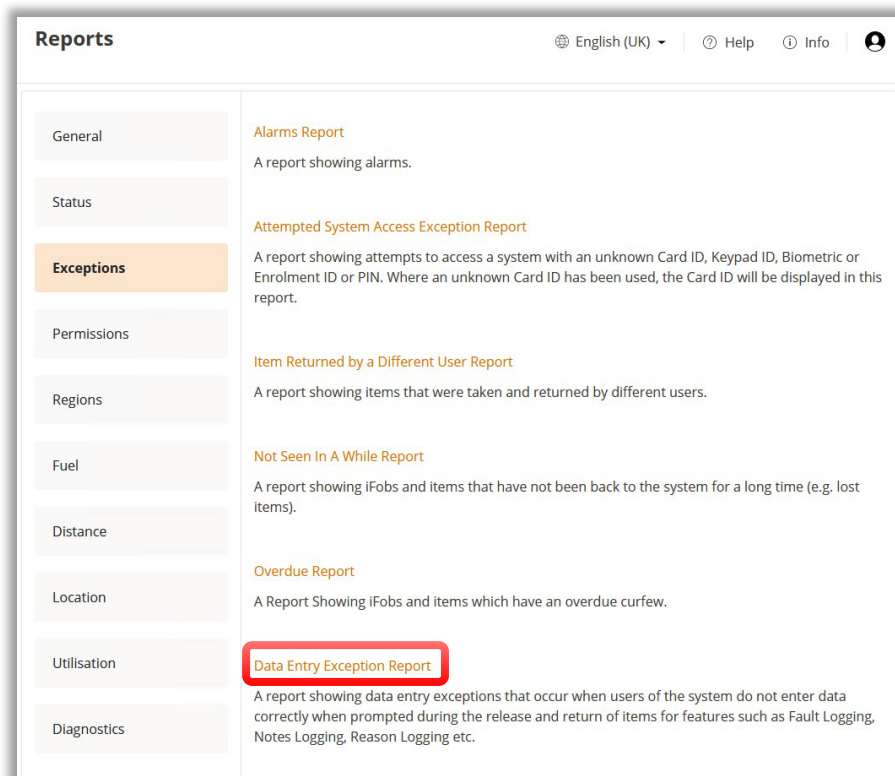 Reports
English (UK)
Help
Info
General
Status
Exceptions
Permissions
Regions
Fuel
Distance
Location
Utilisation
Diagnostics
Alarms Report
A report showing alarms.
Attempted System Access Exception Report
A report showing attempts to access a system with an unknown Card ID, Keypad ID, Biometric or
Enrolment ID or PIN. Where an unknown Card ID has been used, the Card ID will be displayed in this
report.
Item Returned by a Different User Report
A report showing items that were taken and returned by different users.
Not Seen In A While Report
A report showing iFobs and items that have not been back to the system for a long time (e.g. lost
items).
Overdue Report
A Report Showing iFobs and items which have an overdue curfew.
Data Entry Exception Report
A report showing data entry exceptions that occur when users of the system do not enter data
correctly when prompted during the release and return of items for features such as Fault Logging,
Notes Logging, Reason Logging etc.